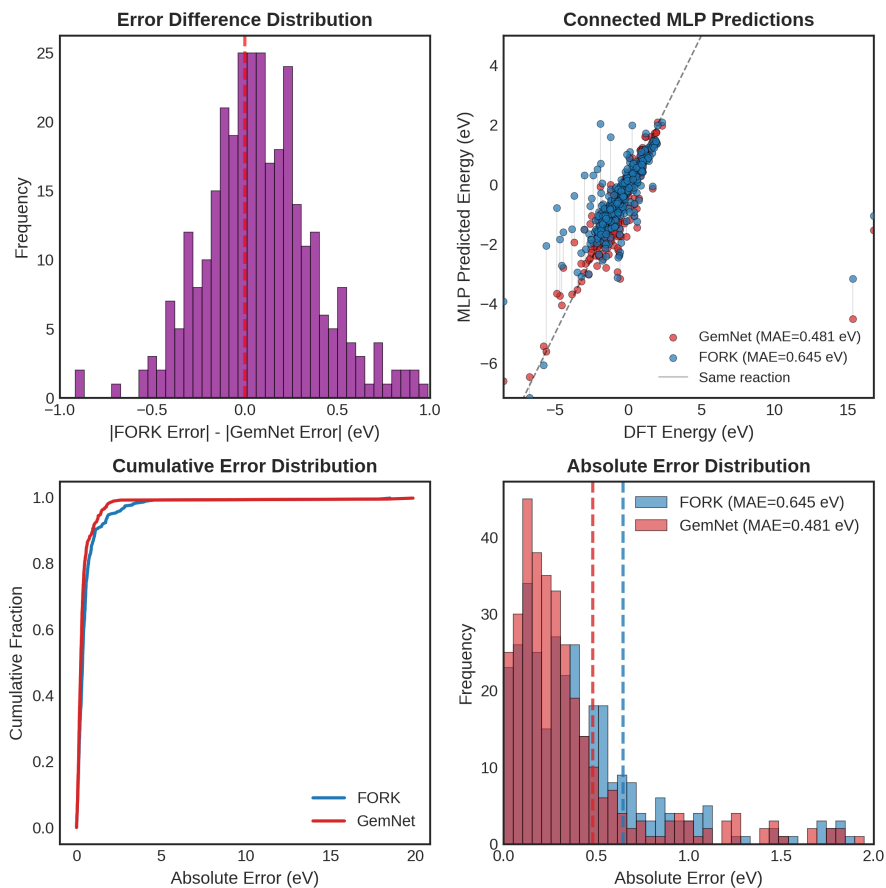 Error Difference Distribution
Frequency
25
20
15
10
5
0
−1.0 −0.5 0.0 0.5 1.0
|FORK Error| - |GemNet Error| (eV)
Connected MLP Predictions
MLP Predicted Energy (eV)
4
2
0
−2
−4
−6
GemNet (MAE=0.481 eV)
FORK (MAE=0.645 eV)
Same reaction
−5 0 5 10 15
DFT Energy (eV)
Cumulative Error Distribution
Cumulative Fraction
1.0
0.8
0.6
0.4
0.2
0.0
FORK
GemNet
0 5 10 15 20
Absolute Error (eV)
Absolute Error Distribution
Frequency
40
30
20
10
0
FORK (MAE=0.645 eV)
GemNet (MAE=0.481 eV)
0.0 0.5 1.0 1.5 2.0
Absolute Error (eV)